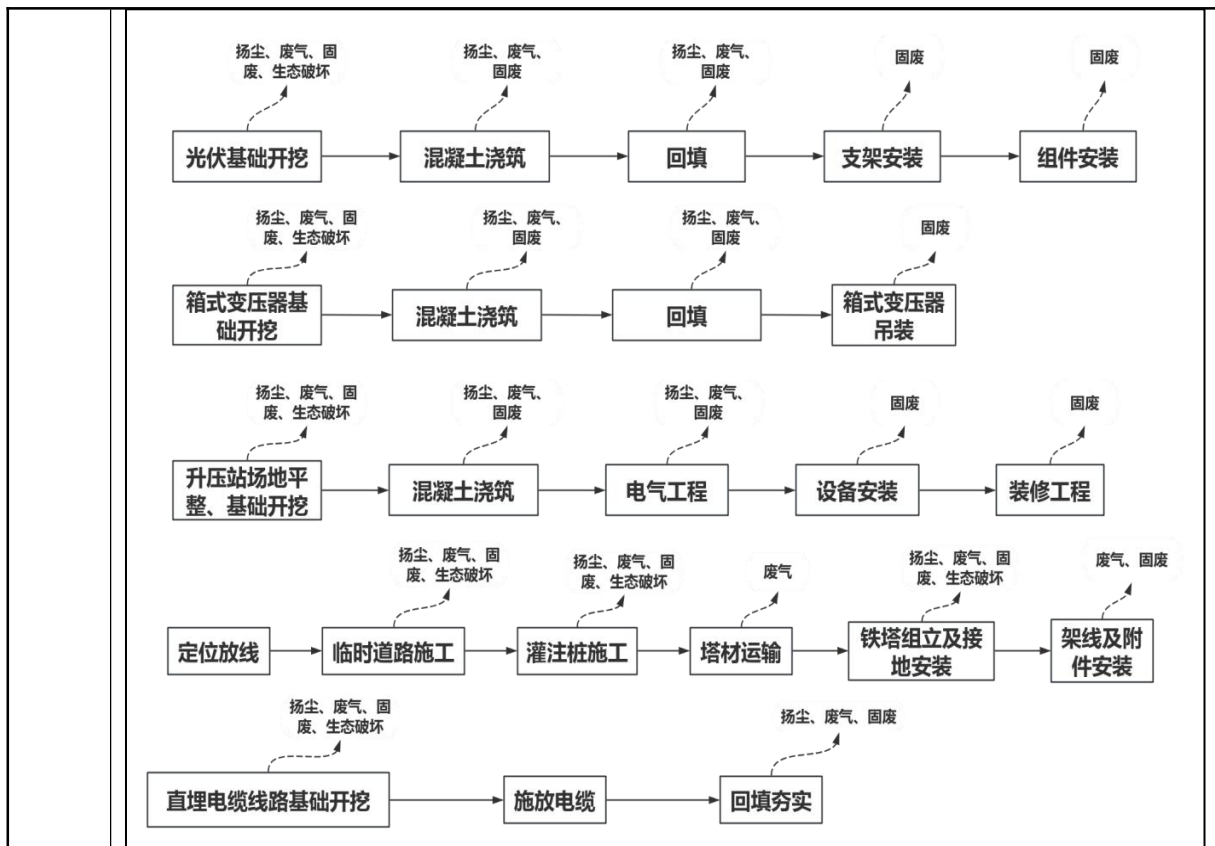 扬尘、废气、固
废、生态破坏
扬尘、废气、
固废
扬尘、废气、
固废
固废
固废
光伏基础开挖
混凝土浇筑
回填
支架安装
组件安装
扬尘、废气、固
废、生态破坏
扬尘、废气、
固废
扬尘、废气、
固废
固废
箱式变压器基
础开挖
混凝土浇筑
回填
箱式变压器
吊装
扬尘、废气、固
废、生态破坏
扬尘、废气、
固废
扬尘、废气、
固废
固废
固废
升压站场地平
整、基础开挖
混凝土浇筑
电气工程
设备安装
装修工程
扬尘、废气、固
废、生态破坏
扬尘、废气、固
废、生态破坏
废气
扬尘、废气、固
废、生态破坏
废气、固废
定位放线
临时道路施工
灌注桩施工
塔材运输
铁塔组立及接
地安装
架线及附
件安装
扬尘、废气、固
废、生态破坏
扬尘、废气、固废
直埋电缆线路基础开挖
施放电缆
回填夯实